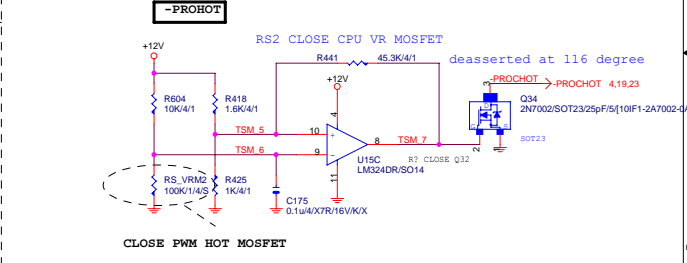 -PROHOT
RS2 CLOSE CPU VR MOSFET
+12V
R441
45.3K/4/1
deasserted at 116 degree
+12V
3
-PROCHOT
-PROCHOT 4,19,23
R604
10K/4/1
R418
1.6K/4/1
4
Q34
2N7002/SOT23/25pF/5/[10IF1-2A7002-0A
TSM_5
10
+
8
TSM_7
D
G
S
SOT23
TSM_6
9
-
2
1
U15C
LM324DR/SO14
R? CLOSE Q32
RS_VRM2
100K/1/4/S
R425
1K/4/1
11
C175
0.1u/4/X7R/16V/K/X
CLOSE PWM HOT MOSFET